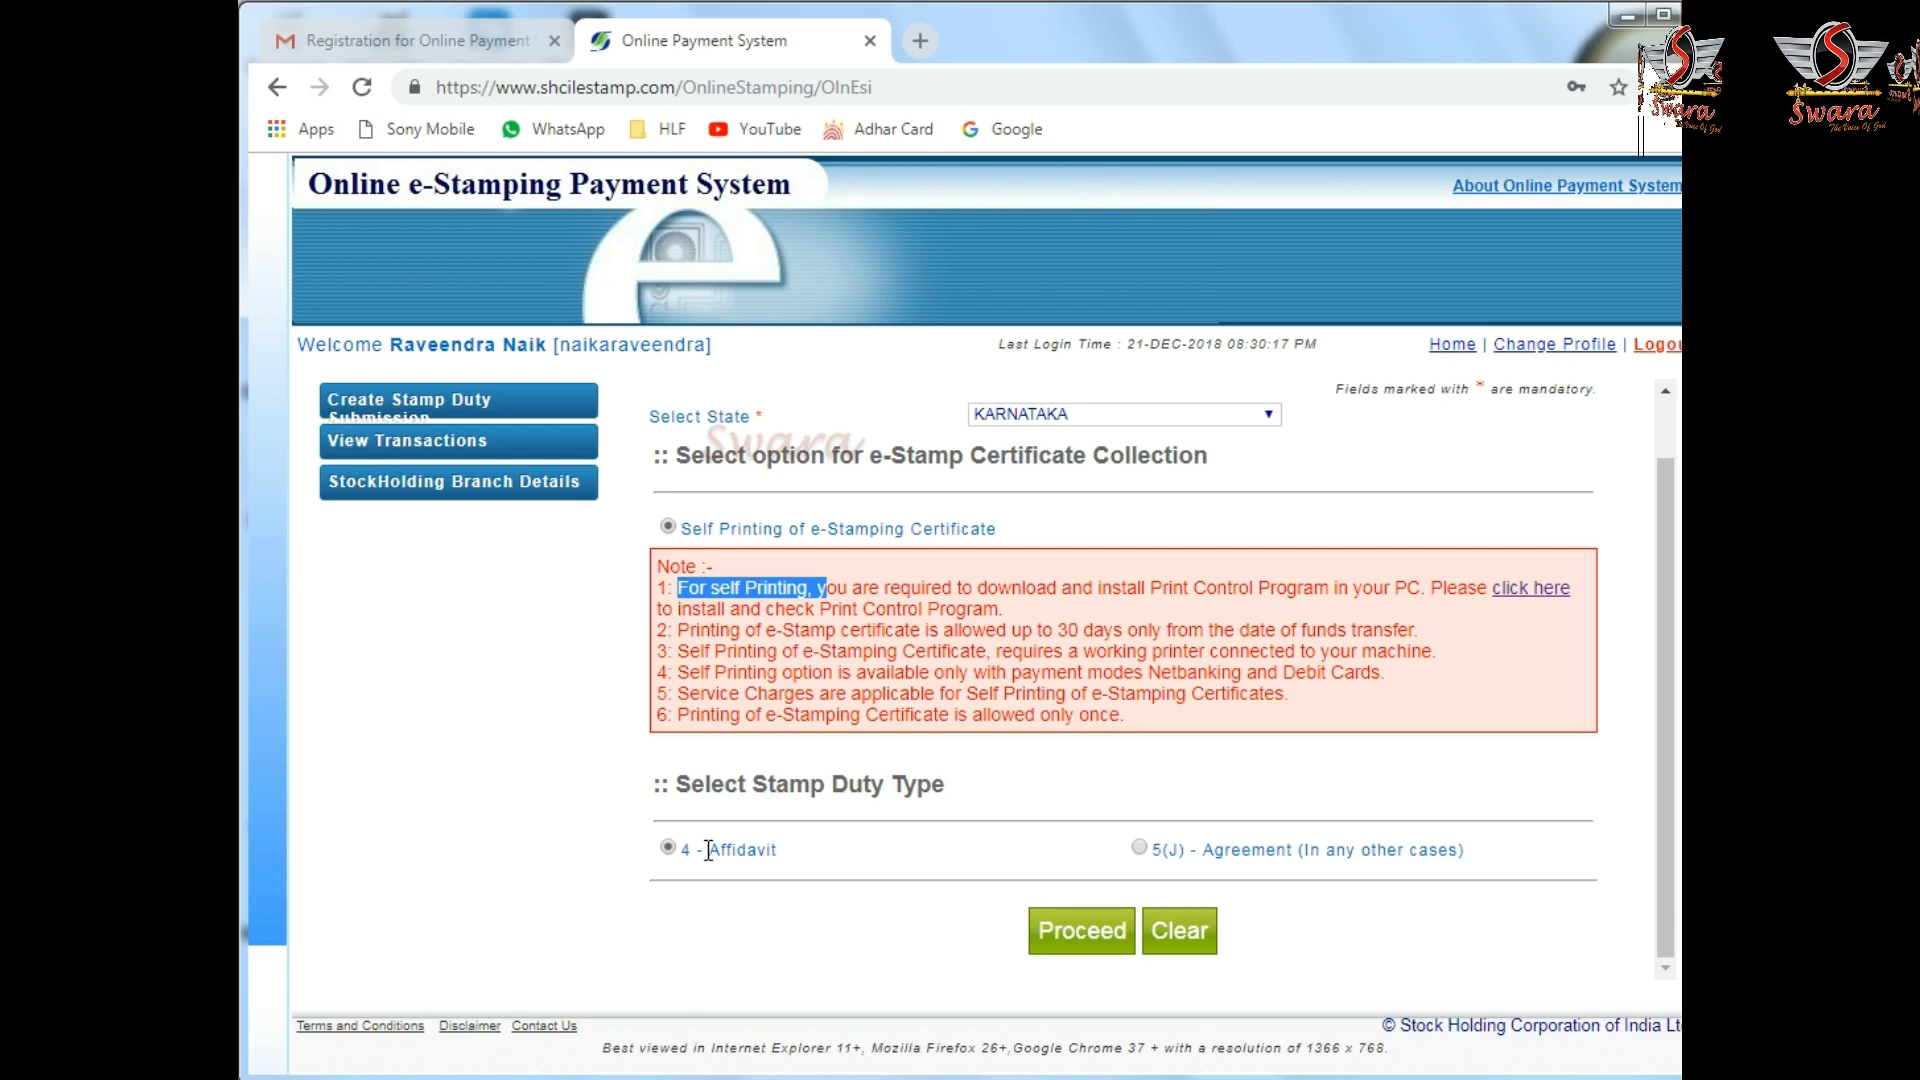 Registration for Online Payment
Online Payment System
https://www.shcilestamp.com/OnlineStamping/OlnEsi
Apps
Sony Mobile
WhatsApp
HLF
YouTube
Adhar Card
Google
Swara
The Voice Of God
Swara
The Voice Of God
Online e-Stamping Payment System
About Online Payment System
Welcome Raveendra Naik [naikaraveendra]
Last Login Time : 21-DEC-2018 08:30:17 PM
Home | Change Profile | Logou
Create Stamp Duty
Submission
View Transactions
StockHolding Branch Details
Fields marked with * are mandatory.
Select State *
KARNATAKA
Swara
:: Select option for e-Stamp Certificate Collection
Self Printing of e-Stamping Certificate
Note :-
1: For self Printing, you are required to download and install Print Control Program in your PC. Please click here
to install and check Print Control Program.
2: Printing of e-Stamp certificate is allowed up to 30 days only from the date of funds transfer.
3: Self Printing of e-Stamping Certificate, requires a working printer connected to your machine.
4: Self Printing option is available only with payment modes Netbanking and Debit Cards.
5: Service Charges are applicable for Self Printing of e-Stamping Certificates.
6: Printing of e-Stamping Certificate is allowed only once.
:: Select Stamp Duty Type
4 - Affidavit
5(J) - Agreement (In any other cases)
Proceed
Clear
Terms and Conditions
Disclaimer
Contact Us
© Stock Holding Corporation of India Lt
Best viewed in Internet Explorer 11+, Mozilla Firefox 26+,Google Chrome 37 + with a resolution of 1366 x 768.